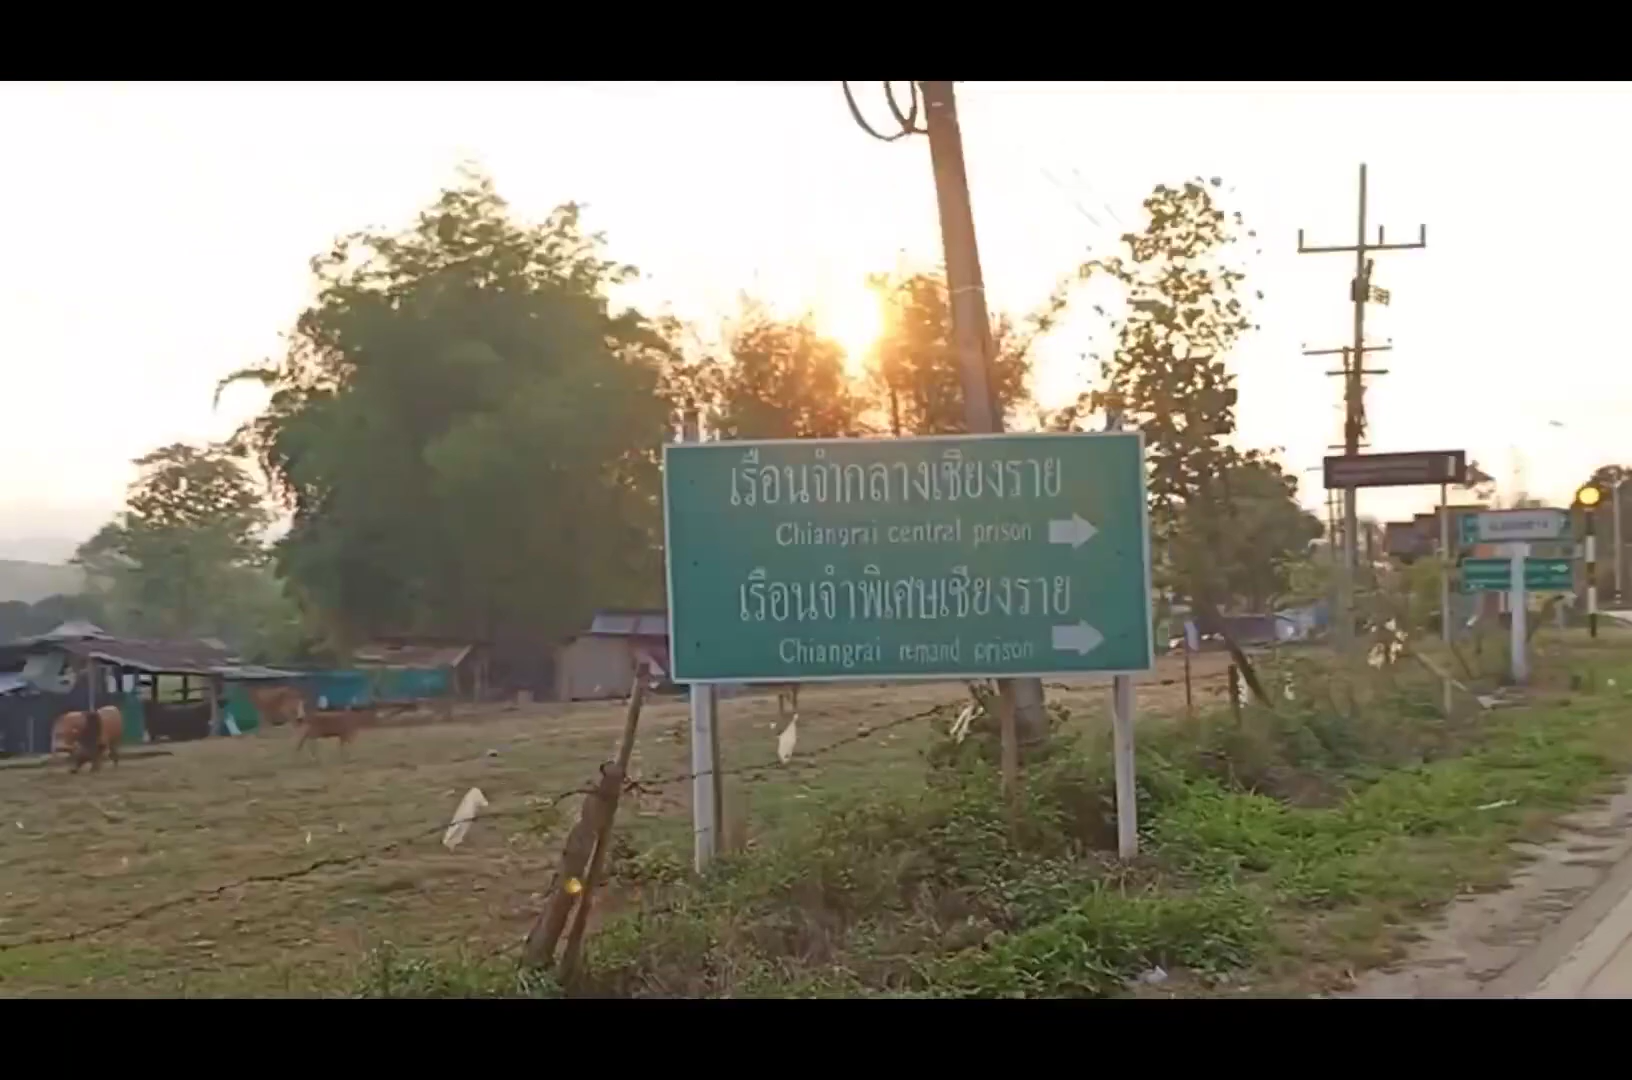 เรือนจำกลางเชียงราย
Chiangrai central prison
เรือนจำพิเศษเชียงราย
Chiangrai remand prison